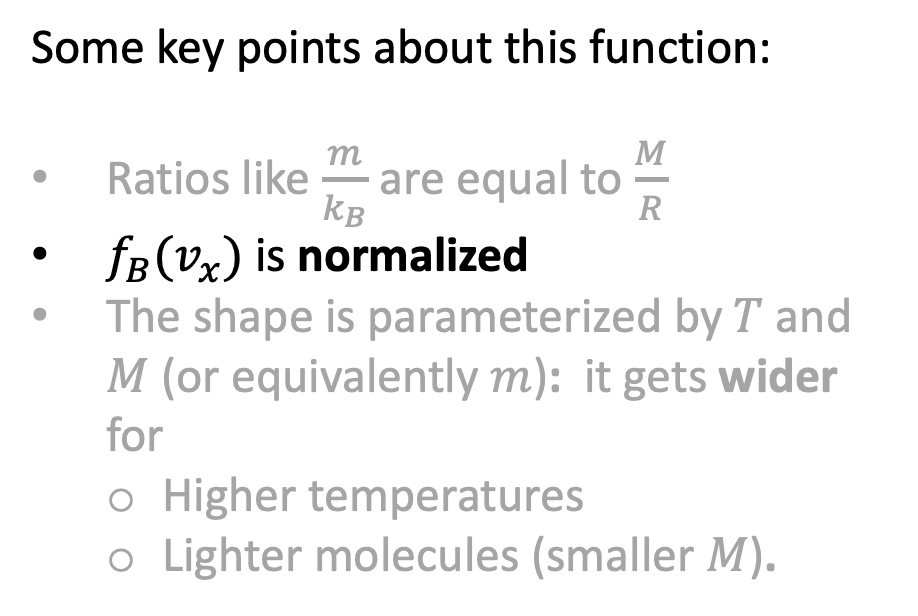 Some key points about this function:
• Ratios like m/k_B are equal to M/R
• f_B(v_x) is normalized
• The shape is parameterized by T and
M (or equivalently m): it gets wider
for
o Higher temperatures
o Lighter molecules (smaller M).